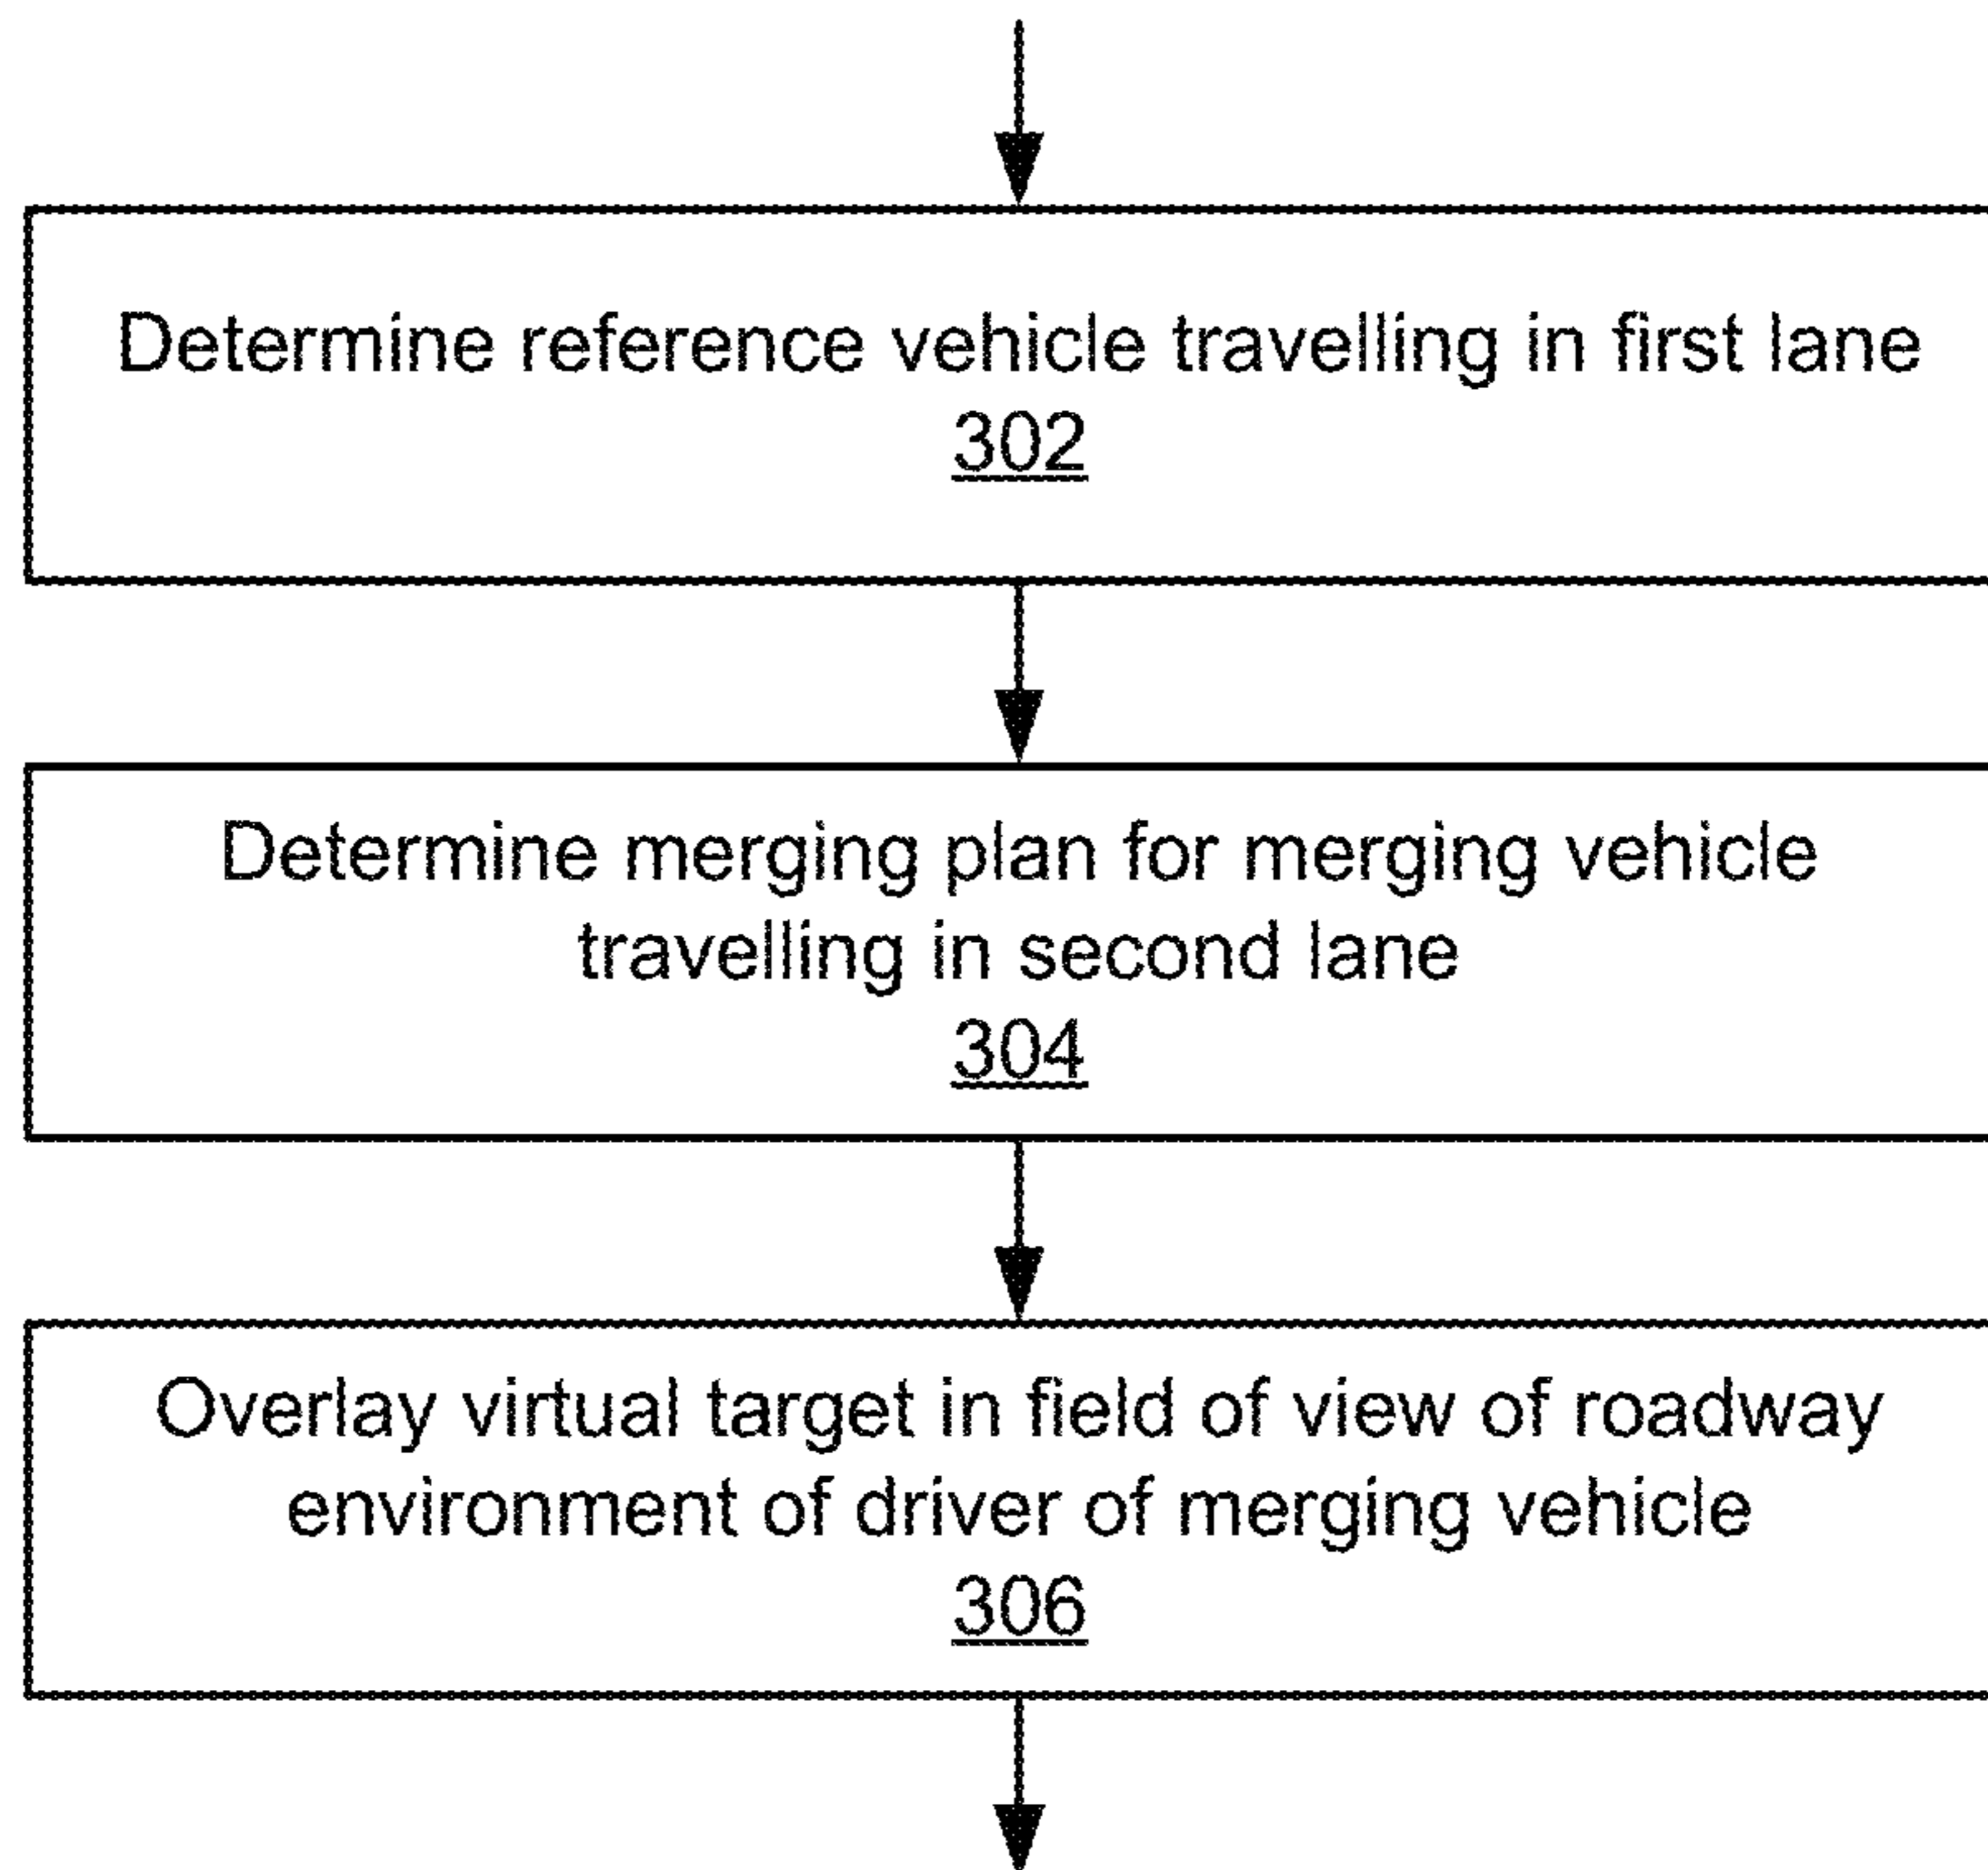 Determine reference vehicle travelling in first lane
302
Determine merging plan for merging vehicle
travelling in second lane
304
Overlay virtual target in field of view of roadway
environment of driver of merging vehicle
306